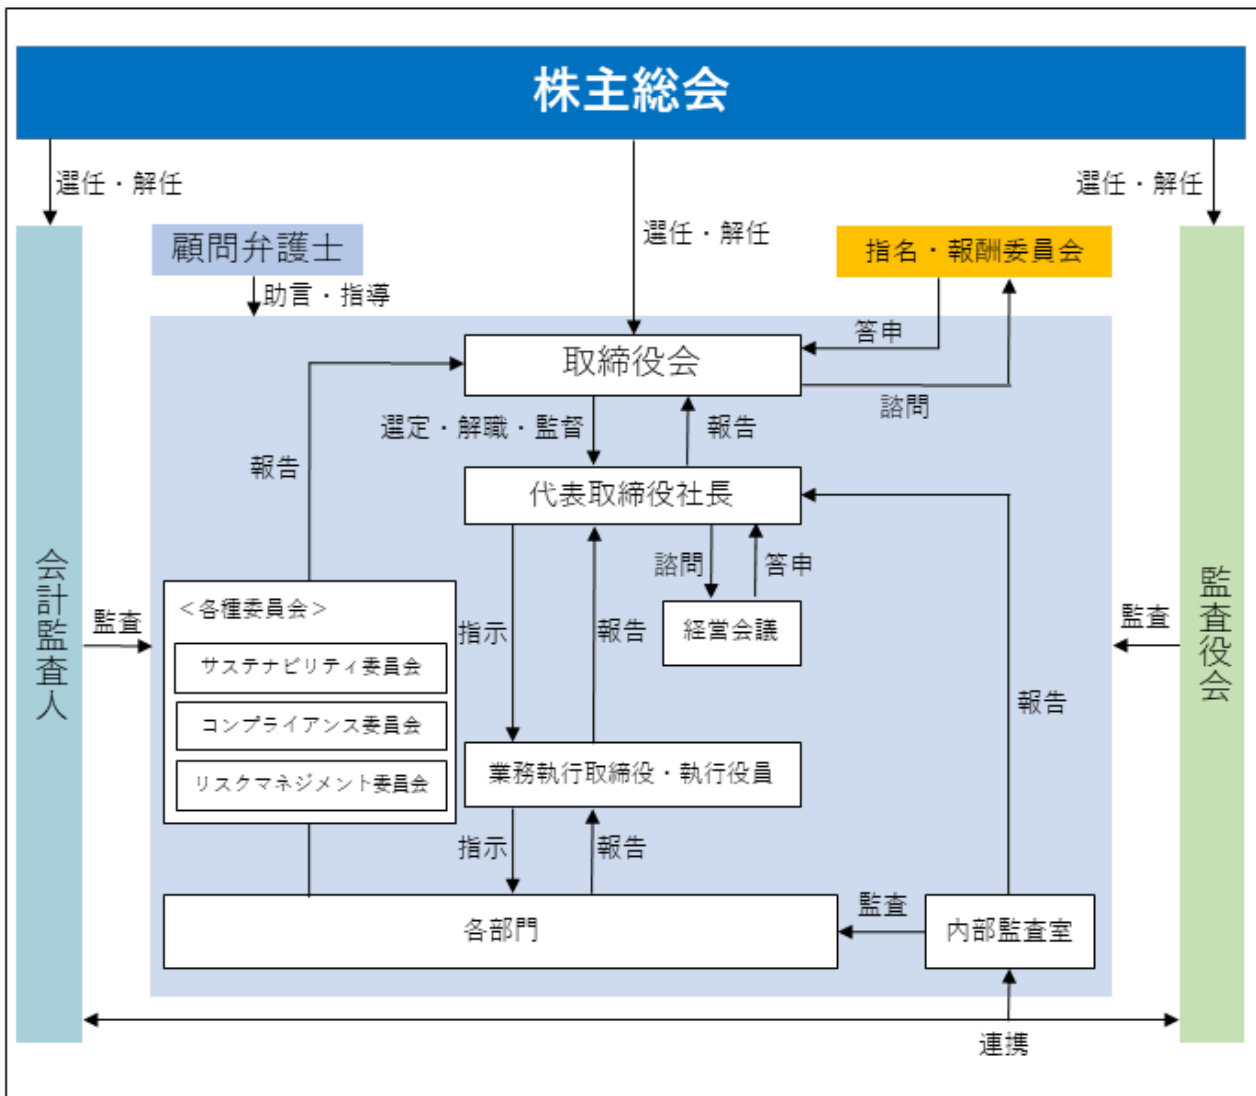 株主総会
選任・解任
選任・解任
選任・解任
顧問弁護士
指名・報酬委員会
助言・指導
答申
取締役会
諮問
選定・解職・監督
報告
報告
代表取締役社長
諮問
答申
会計監査人
監査役会
監査
監査
＜各種委員会＞
サステナビリティ委員会
コンプライアンス委員会
リスクマネジメント委員会
指示
報告
経営会議
報告
業務執行取締役・執行役員
指示
報告
各部門
監査
内部監査室
連携